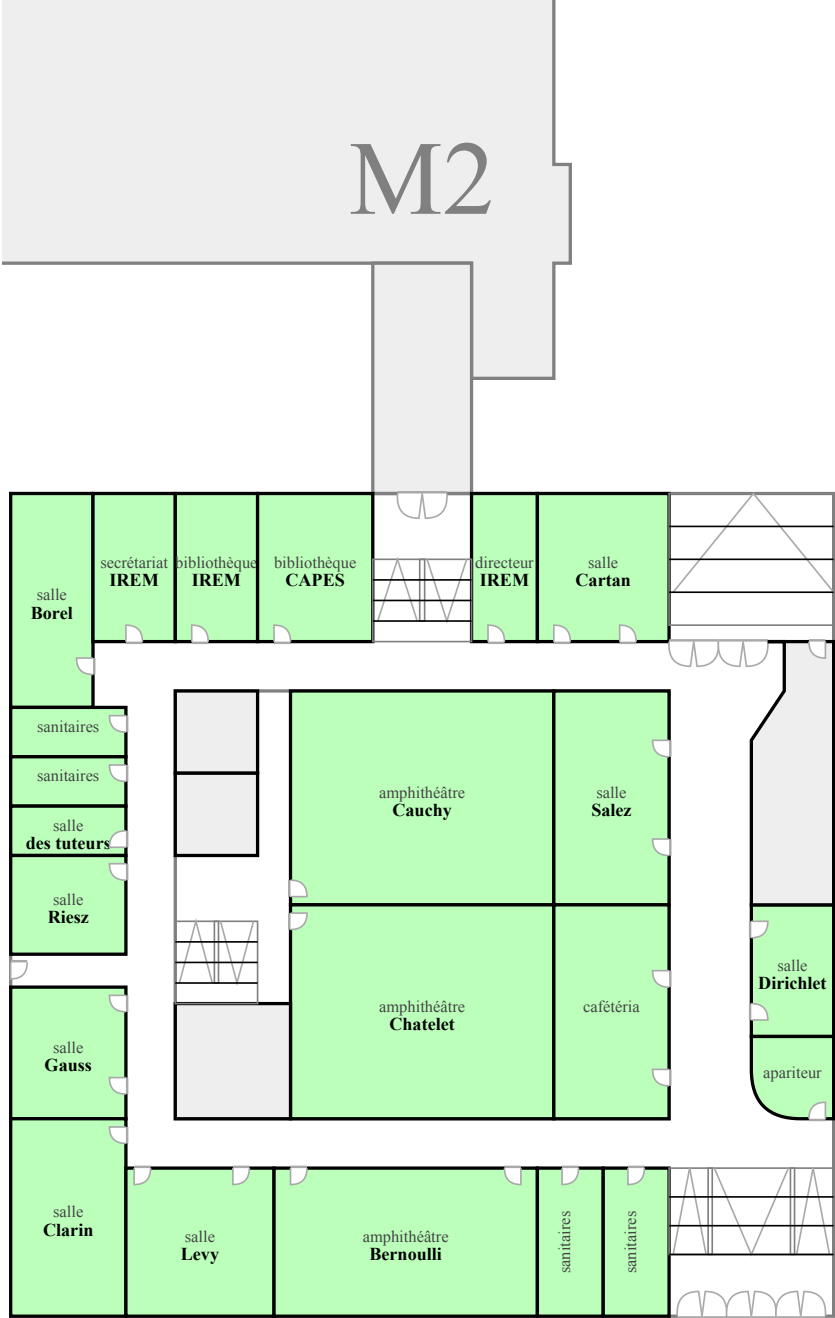 M2
salle
Borel
secrétariat
IREM
bibliothèque
IREM
bibliothèque
CAPES
directeur
IREM
salle
Cartan
sanitaires
sanitaires
salle
des tuteurs
salle
Riesz
amphithéâtre
Cauchy
salle
Salez
amphithéâtre
Chatelet
cafétéria
salle
Dirichlet
apariteur
salle
Gauss
salle
Clarin
salle
Levy
amphithéâtre
Bernoulli
sanitaires
sanitaires